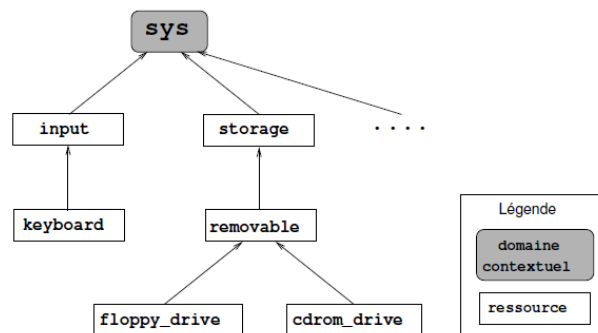 sys
input
storage
. . . .
keyboard
removable
floppy_drive
cdrom_drive
Légende
domaine
contextuel
ressource